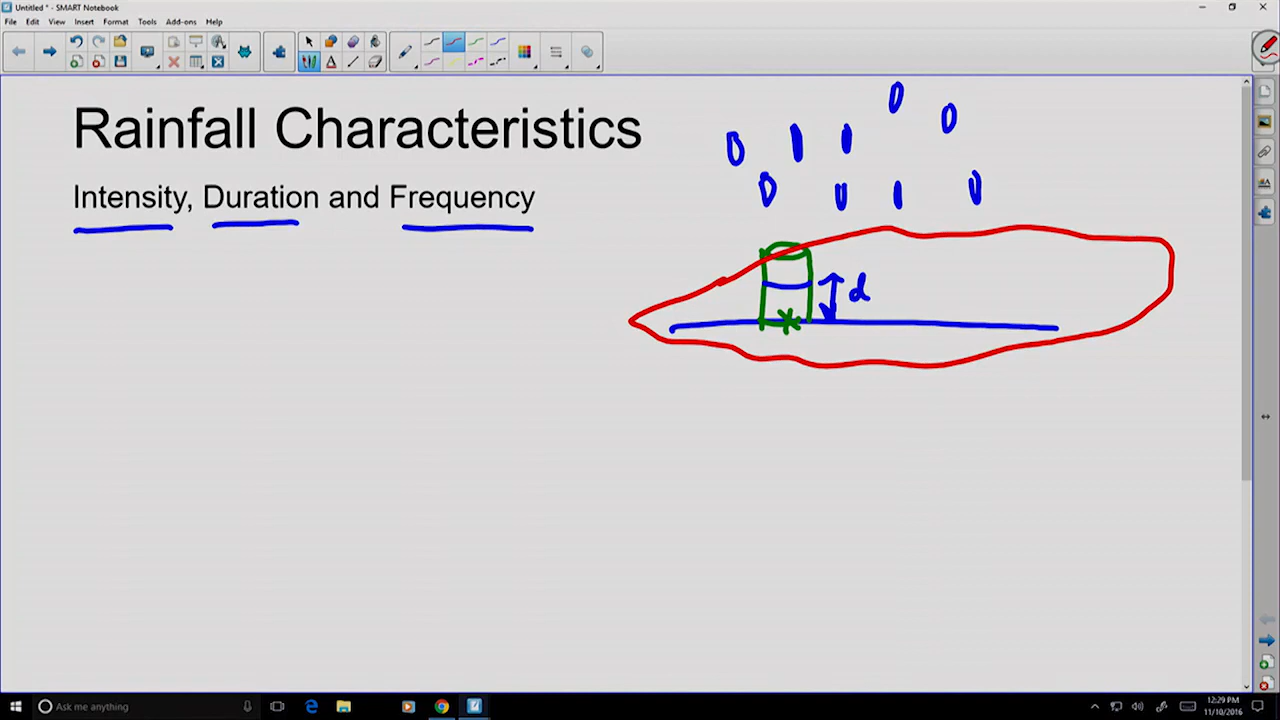 Untitled * - SMART Notebook
File Edit View Insert Format Tools Add-ons Help
Rainfall Characteristics
Intensity, Duration and Frequency
d
Ask me anything
12:29 PM
11/10/2016